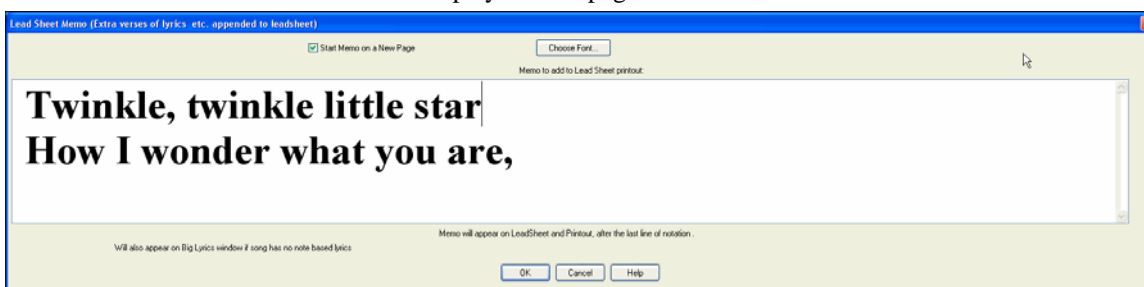 Lead Sheet Memo (Extra verses of lyrics etc. appended to leadsheet)
Start Memo on a New Page
Choose Font...
Memo to add to Lead Sheet printout:
Twinkle, twinkle little star
How I wonder what you are,
Memo will appear on LeadSheet and Printout, after the last line of notation .
Will also appear on Big Lyrics window if song has no note based lyrics
OK Cancel Help